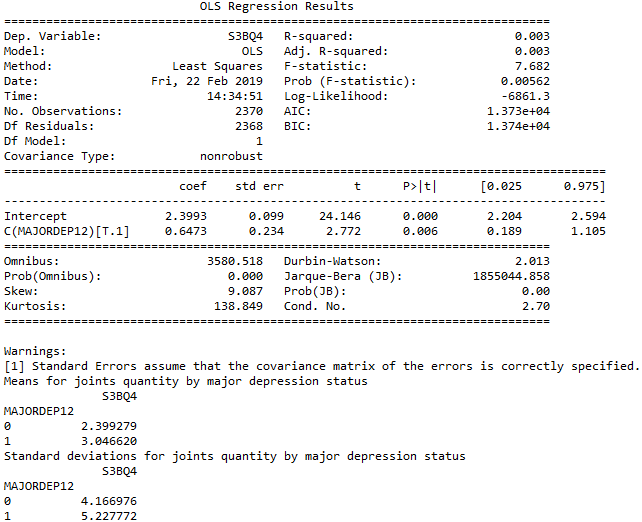 OLS Regression Results
==============================================================================
Dep. Variable:                  S3BQ4   R-squared:                       0.003
Model:                            OLS   Adj. R-squared:                  0.003
Method:                 Least Squares   F-statistic:                     7.682
Date:                Fri, 22 Feb 2019   Prob (F-statistic):            0.00562
Time:                        14:34:51   Log-Likelihood:                -6861.3
No. Observations:                2370   AIC:                         1.373e+04
Df Residuals:                    2368   BIC:                         1.374e+04
Df Model:                           1
Covariance Type:            nonrobust
======================================================================================
                         coef    std err          t      P>|t|      [0.025      0.975]
--------------------------------------------------------------------------------------
Intercept              2.3993      0.099     24.146      0.000       2.204       2.594
C(MAJORDEP12)[T.1]     0.6473      0.234      2.772      0.006       0.189       1.105
==============================================================================
Omnibus:                     3580.518   Durbin-Watson:                   2.013
Prob(Omnibus):                  0.000   Jarque-Bera (JB):          1855044.858
Skew:                           9.087   Prob(JB):                         0.00
Kurtosis:                     138.849   Cond. No.                         2.70
==============================================================================
Warnings:
[1] Standard Errors assume that the covariance matrix of the errors is correctly specified.
Means for joints quantity by major depression status
              S3BQ4
MAJORDEP12
0          2.399279
1          3.046620
Standard deviations for joints quantity by major depression status
              S3BQ4
MAJORDEP12
0          4.166976
1          5.227772